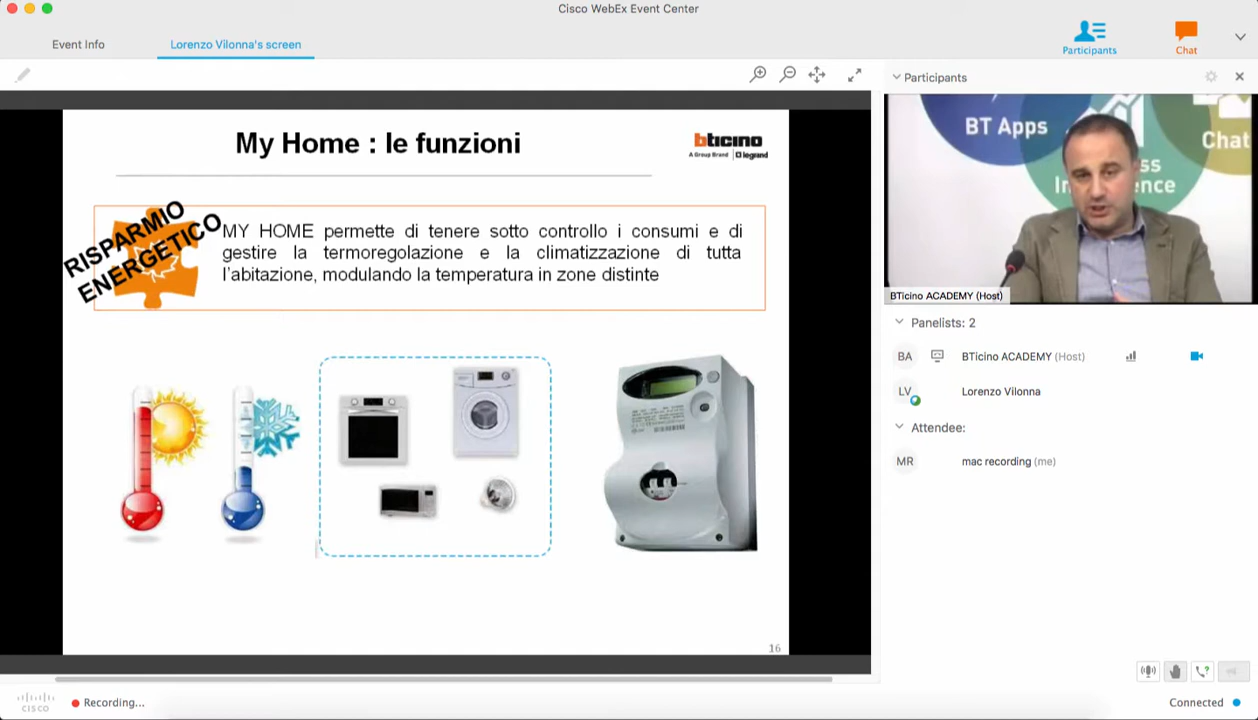 Cisco WebEx Event Center
Event Info
Lorenzo Vilonna's screen
Participants
Chat
My Home : le funzioni
bticino
A Group Brand legrand
RISPARMIO
ENERGETICO
MY HOME permette di tenere sotto controllo i consumi e di
gestire la termoregolazione e la climatizzazione di tutta
l'abitazione, modulando la temperatura in zone distinte
16
Participants
BT Apps
Chat
BTicino ACADEMY (Host)
Panelists: 2
BA BTicino ACADEMY (Host)
LV Lorenzo Vilonna
Attendee:
MR mac recording (me)
CISCO
Recording...
Connected